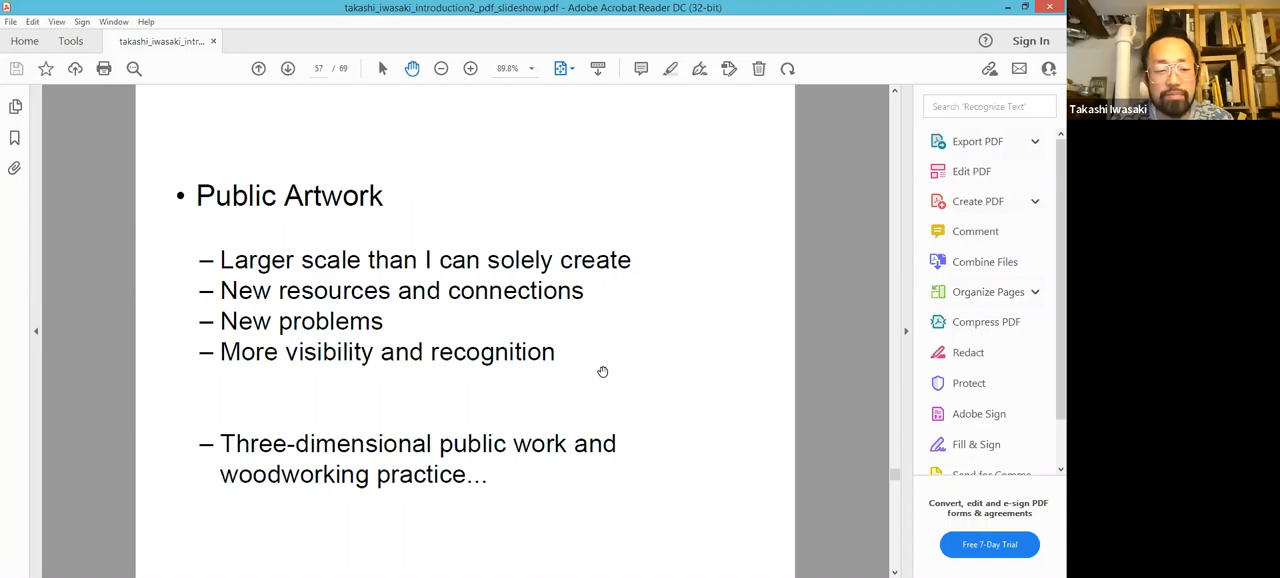 takashi_iwasaki_introduction2_pdf_slideshow.pdf - Adobe Acrobat Reader DC (32-bit)
File Edit View Sign Window Help
Home Tools takashi_iwasaki_intr... Sign In
57 / 69 89.8%
• Public Artwork
– Larger scale than I can solely create
– New resources and connections
– New problems
– More visibility and recognition
– Three-dimensional public work and
woodworking practice...
Search 'Recognize Text'
Export PDF
Edit PDF
Create PDF
Comment
Combine Files
Organize Pages
Compress PDF
Redact
Protect
Adobe Sign
Fill & Sign
Send for Comme
Convert, edit and e-sign PDF
forms & agreements
Free 7-Day Trial
Takashi Iwasaki